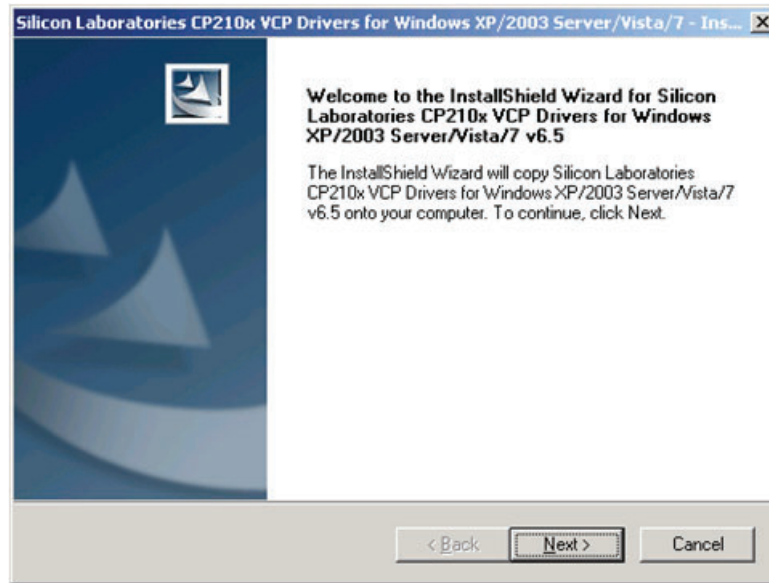 Silicon Laboratories CP210x VCP Drivers for Windows XP/2003 Server/Vista/7 - Ins...
Welcome to the InstallShield Wizard for Silicon
Laboratories CP210x VCP Drivers for Windows
XP/2003 Server/Vista/7 v6.5
The InstallShield Wizard will copy Silicon Laboratories
CP210x VCP Drivers for Windows XP/2003 Server/Vista/7
v6.5 onto your computer. To continue, click Next.
< Back
Next >
Cancel